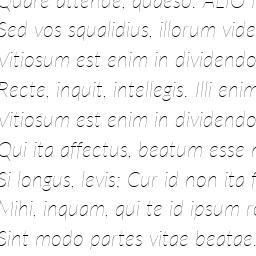 Quare attende, quaeso. ALIO
Sed vos squalidius, illorum vide
Vitiosum est enim in dividendo
Recte, inquit, intellegis. Illi enim
Vitiosum est enim in dividendo
Qui ita affectus, beatum esse
Si longus, levis; Cur id non ita f
Mihi, inquam, qui te id ipsum ro
Sint modo partes vitae beatae.